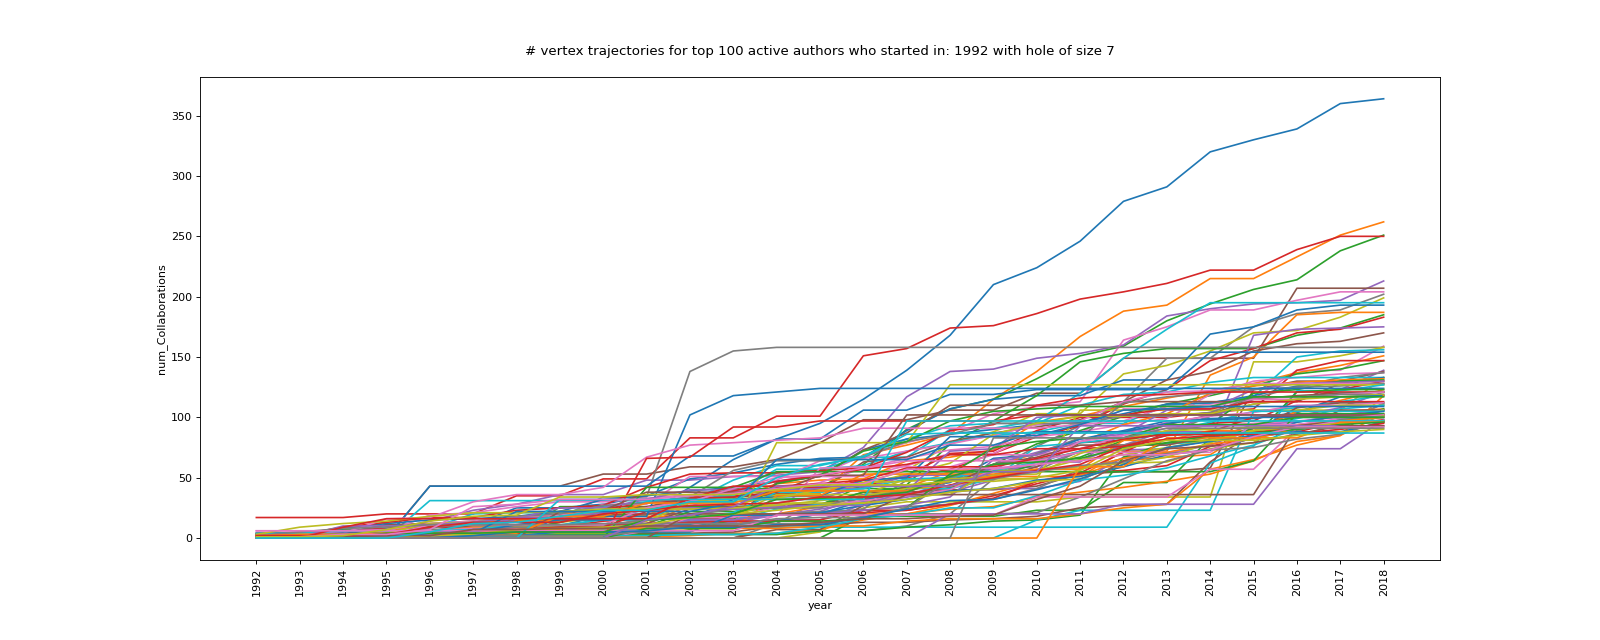 # vertex trajectories for top 100 active authors who started in: 1992 with hole of size 7
350
300
250
200
150
100
50
0
num_Collaborations
1992 1993 1994 1995 1996 1997 1998 1999 2000 2001 2002 2003 2004 2005 2006 2007 2008 2009 2010 2011 2012 2013 2014 2015 2016 2017 2018
year